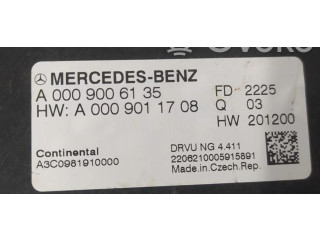 MERCEDES-BENZ
A 000 900 61 35 FD 2225
HW: A 000 901 17 08 Q 03
HW 201200
Continental DRVU NG 4.411
A3C0981910000 2206210005915891
Made in Czech.Rep.